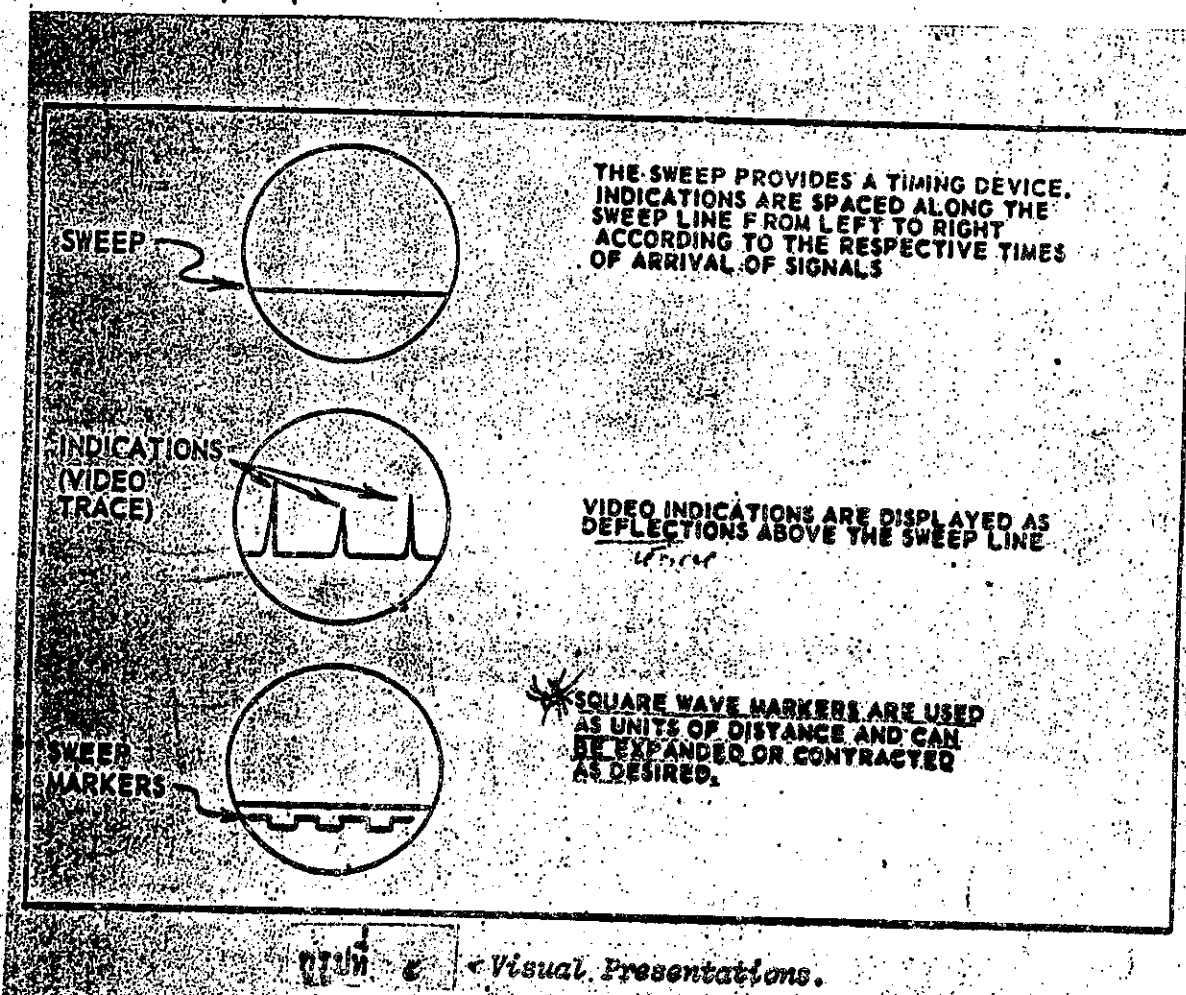 SWEEP
THE SWEEP PROVIDES A TIMING DEVICE.
INDICATIONS ARE SPACED ALONG THE
SWEEP LINE FROM LEFT TO RIGHT
ACCORDING TO THE RESPECTIVE TIMES
OF ARRIVAL OF SIGNALS
INDICATIONS
(VIDEO
TRACE)
VIDEO INDICATIONS ARE DISPLAYED AS
DEFLECTIONS ABOVE THE SWEEP LINE
SWEEP
MARKERS
SQUARE WAVE MARKERS ARE USED
AS UNITS OF DISTANCE AND CAN
BE EXPANDED OR CONTRACTED
AS DESIRED.
Visual Presentations.